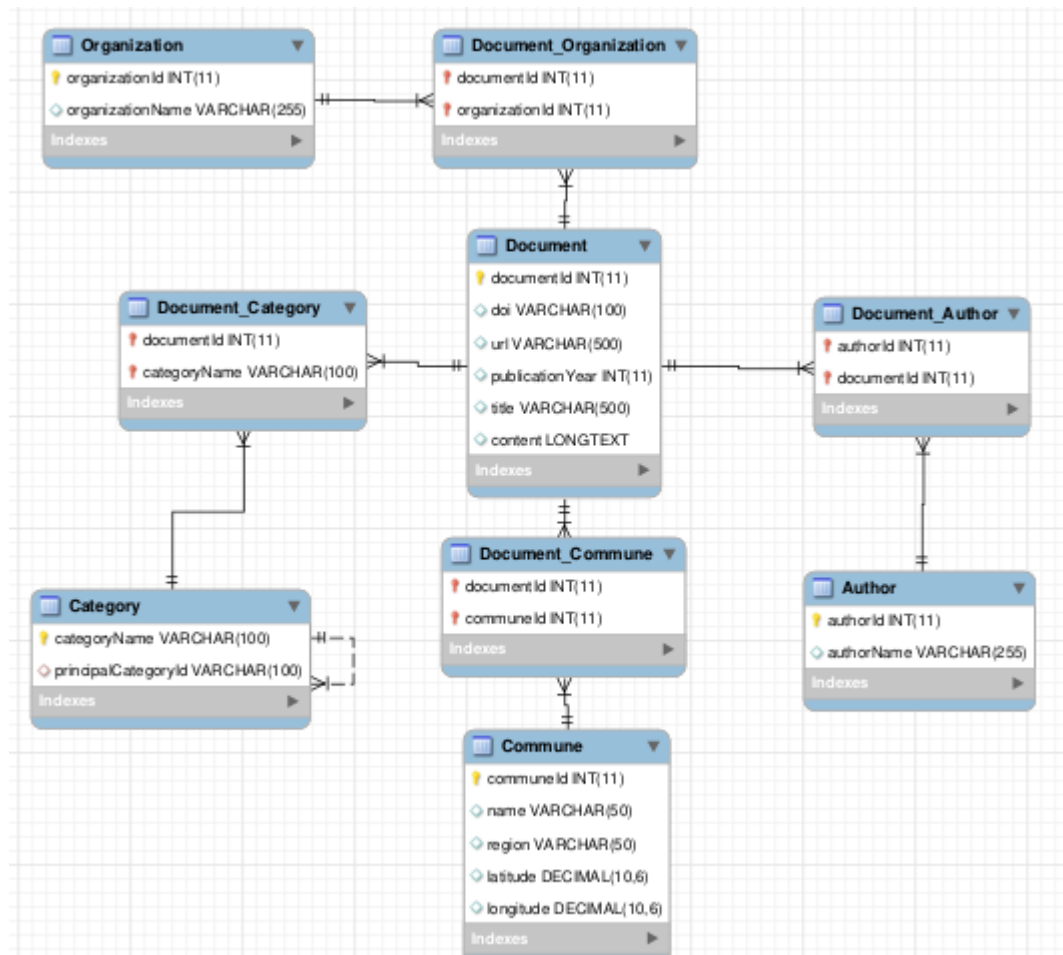 Organization
organizationId INT(11)
organizationName VARCHAR(255)
Indexes
Document_Organization
documentId INT(11)
organizationId INT(11)
Indexes
Document
documentId INT(11)
doi VARCHAR(100)
url VARCHAR(500)
publicationYear INT(11)
title VARCHAR(500)
content LONGTEXT
Indexes
Document_Category
documentId INT(11)
categoryName VARCHAR(100)
Indexes
Document_Author
authorId INT(11)
documentId INT(11)
Indexes
Document_Commune
documentId INT(11)
communeId INT(11)
Indexes
Category
categoryName VARCHAR(100)
principalCategoryId VARCHAR(100)
Indexes
Author
authorId INT(11)
authorName VARCHAR(255)
Indexes
Commune
communeId INT(11)
name VARCHAR(50)
region VARCHAR(50)
latitude DECIMAL(10,6)
longitude DECIMAL(10,6)
Indexes